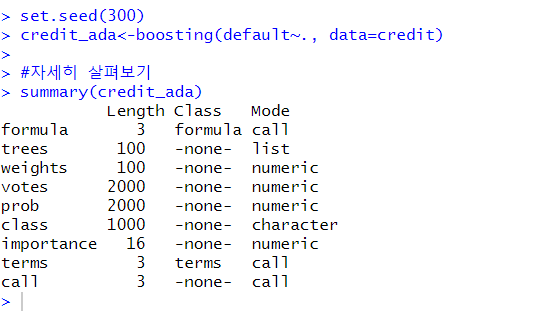 > set.seed(300)
> credit_ada<-boosting(default~., data=credit)
>
> #자세히 살펴보기
> summary(credit_ada)
           Length Class   Mode
formula       3   formula call
trees       100   -none-  list
weights     100   -none-  numeric
votes      2000   -none-  numeric
prob       2000   -none-  numeric
class      1000   -none-  character
importance   16   -none-  numeric
terms         3   terms   call
call          3   -none-  call
>